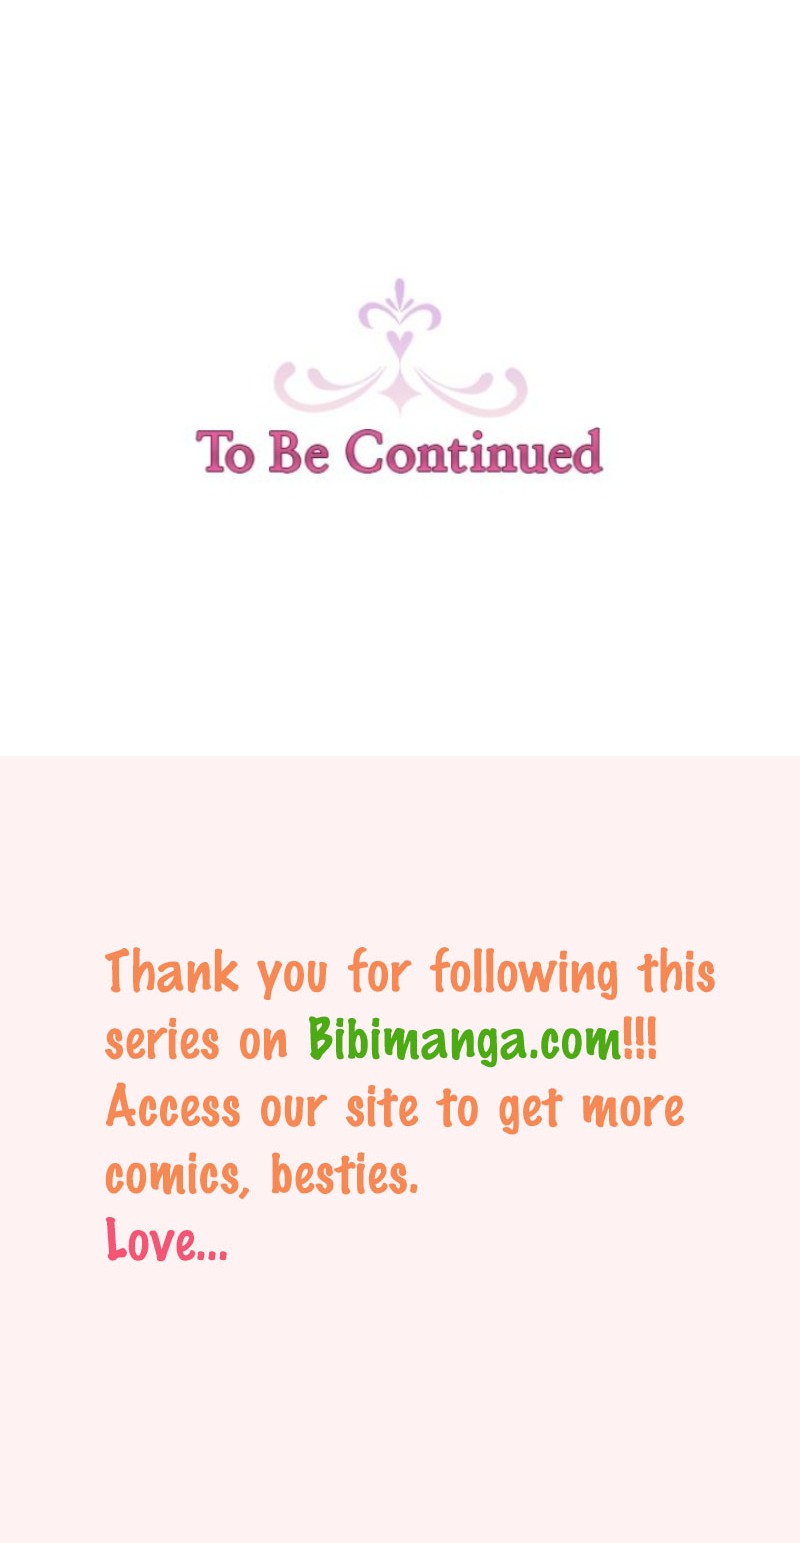 To Be Continued
Thank you for following this
series on Bibimanga.com!!!
Access our site to get more
comics, besties.
Love...